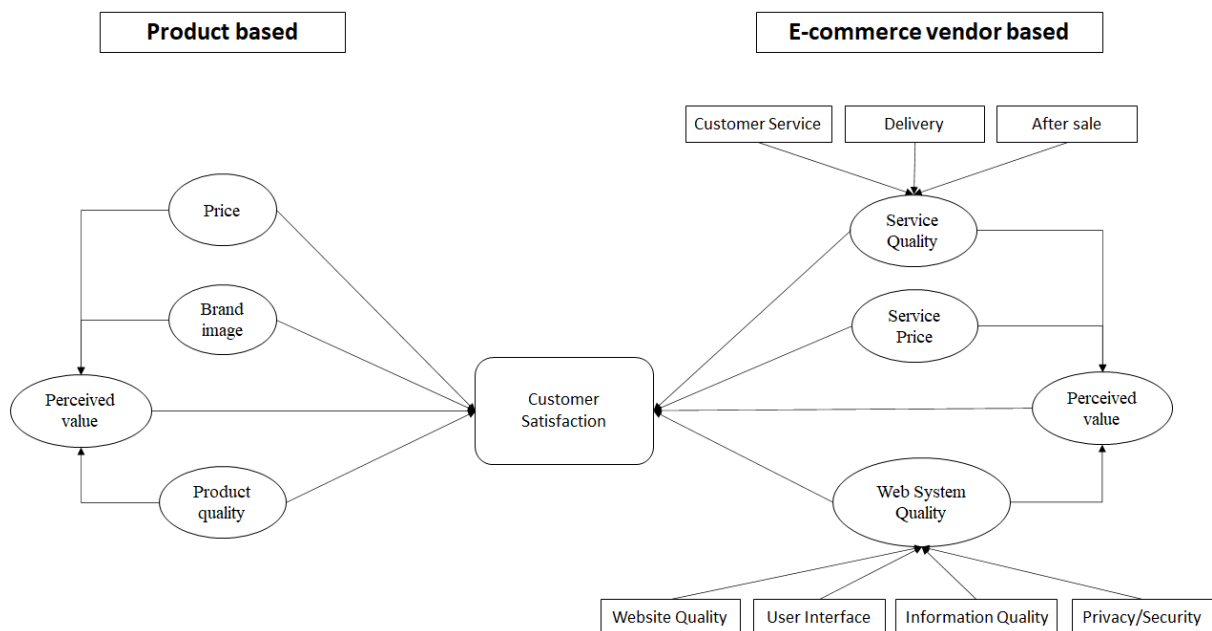 Product based
E-commerce vendor based
Customer Service
Delivery
After sale
Price
Service
Quality
Brand
image
Service
Price
Perceived
value
Customer
Satisfaction
Perceived
value
Product
quality
Web System
Quality
Website Quality
User Interface
Information Quality
Privacy/Security